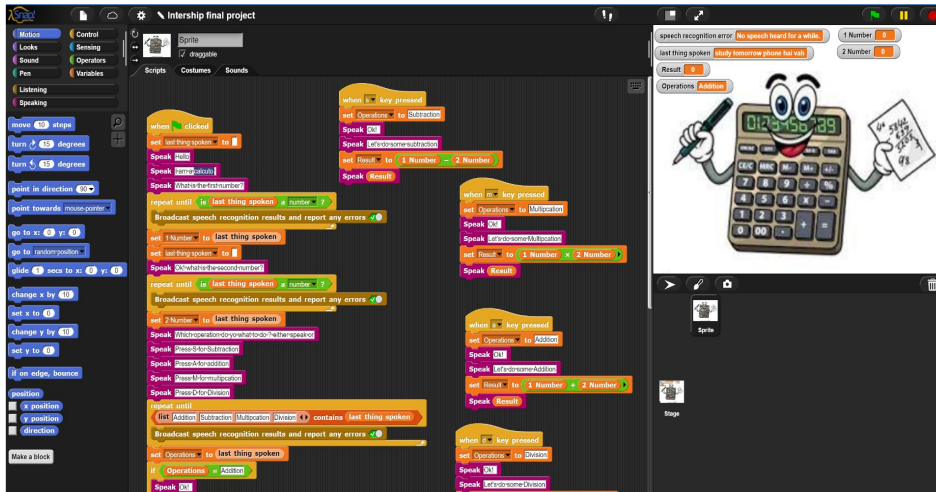 Snap!
Intership final project
Motion
Control
Looks
Sensing
Sound
Operators
Pen
Variables
Listening
Speaking
move 10 steps
turn 15 degrees
turn 15 degrees
point in direction 90
point towards mouse-pointer
go to x: 0 y: 0
go to random position
glide 1 secs to x: 0 y: 0
change x by 10
set x to 0
change y by 10
set y to 0
if on edge, bounce
position
x position
y position
direction
Make a block
Sprite
draggable
Scripts Costumes Sounds
when clicked
set last thing spoken to
Speak Hello
Speak
Speak What is the first number?
repeat until is last thing spoken a number ?
Broadcast speech recognition results and report any errors
set 1 Number to last thing spoken
set last thing spoken to
Speak Ok! what is the second number?
repeat until is last thing spoken a number ?
Broadcast speech recognition results and report any errors
set 2 Number to last thing spoken
Speak Which operation do yo what to do ? either speak or
Speak Press S for Subtraction
Speak Press A for addition
Speak Press M for multipcation
Speak Press D for Division
repeat until
list Addition Subtraction Multipcation Division contains last thing spoken
Broadcast speech recognition results and report any errors
set Operations to last thing spoken
if Operations = Addition
Speak Ok!
when s key pressed
set Operations to Subtraction
Speak Ok!
Speak Let's do some subtraction
set Result to 1 Number - 2 Number
Speak Result
when m key pressed
set Operations to Multipcation
Speak Ok!
Speak Let's do some Multipcation
set Result to 1 Number × 2 Number
Speak Result
when a key pressed
set Operations to Addition
Speak Ok!
Speak Let's do some Addition
set Result to 1 Number + 2 Number
Speak Result
when key pressed
set Operations to Division
Speak Ok!
Speak Let's do some Division
speech recognition error No speech heard for a while.
1 Number 0
last thing spoken study tomorrow phone hai vah
2 Number 0
Result 0
Operations Addition
Sprite
Stage